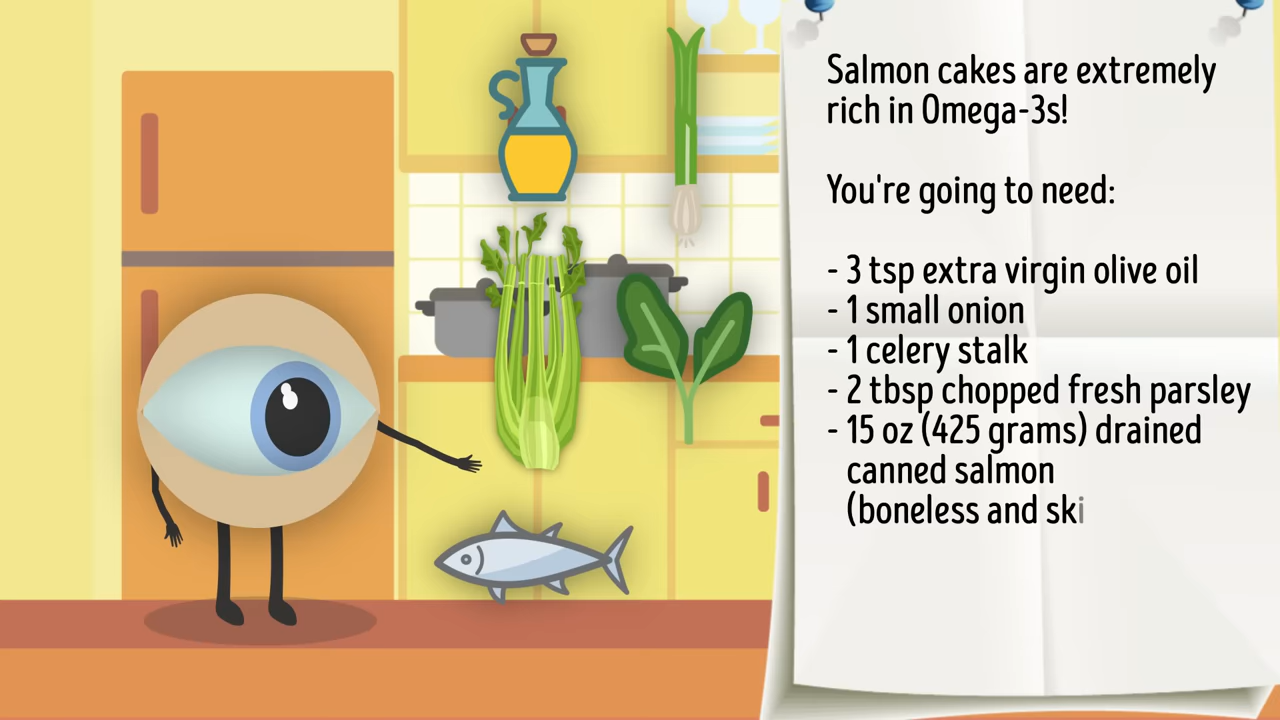 Salmon cakes are extremely
rich in Omega-3s!
You're going to need:
- 3 tsp extra virgin olive oil
- 1 small onion
- 1 celery stalk
- 2 tbsp chopped fresh parsley
- 15 oz (425 grams) drained
canned salmon
(boneless and ski